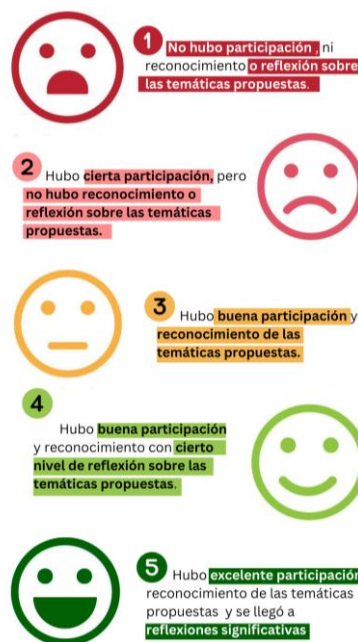 1 No hubo participación , ni
reconocimiento o reflexión sobre
las temáticas propuestas.
2 Hubo cierta participación, pero
no hubo reconocimiento o
reflexión sobre las temáticas
propuestas.
3 Hubo buena participación y
reconocimiento de las
temáticas propuestas.
4
Hubo buena participación
y reconocimiento con cierto
nivel de reflexión sobre las
temáticas propuestas.
5 Hubo excelente participación
reconocimiento de las temáticas
propuestas y se llegó a
reflexiones significativas